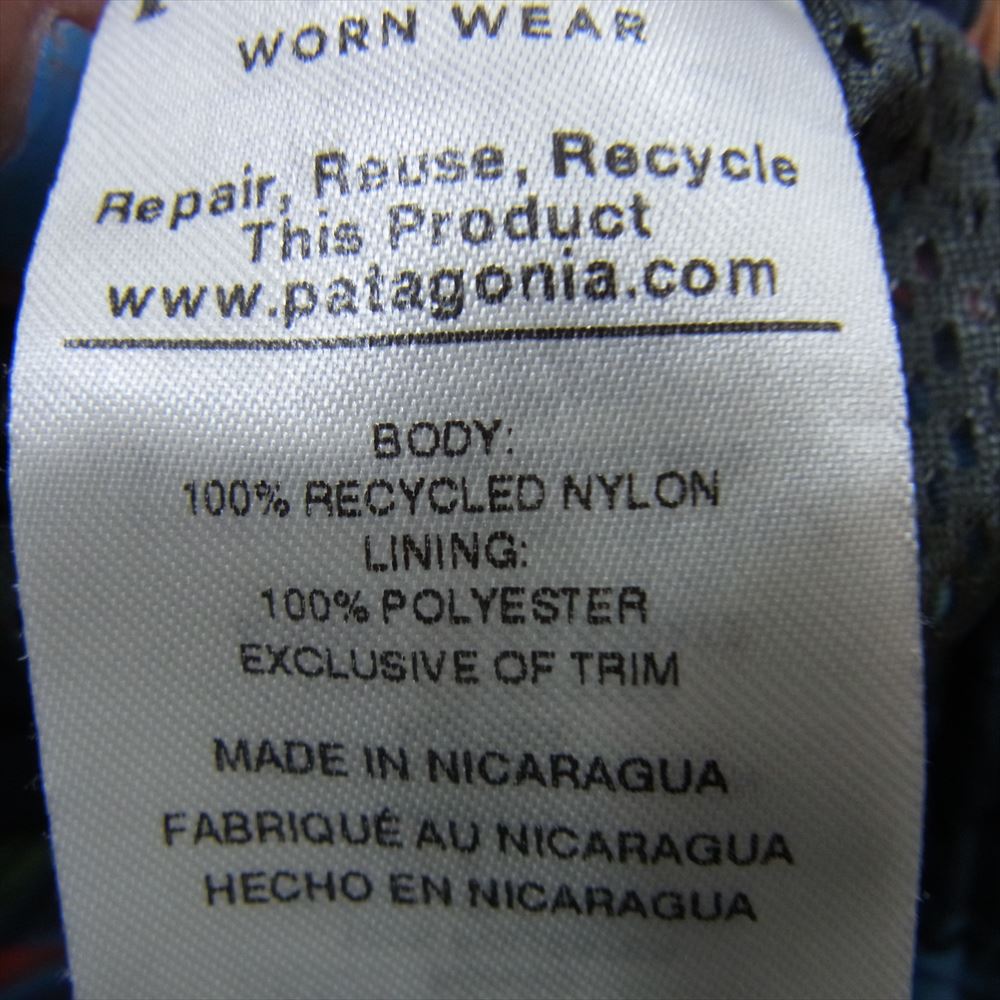 WORN WEAR
Repair, Reuse, Recycle
This Product
www.patagonia.com
BODY:
100% RECYCLED NYLON
LINING:
100% POLYESTER
EXCLUSIVE OF TRIM
MADE IN NICARAGUA
FABRIQUÉ AU NICARAGUA
HECHO EN NICARAGUA